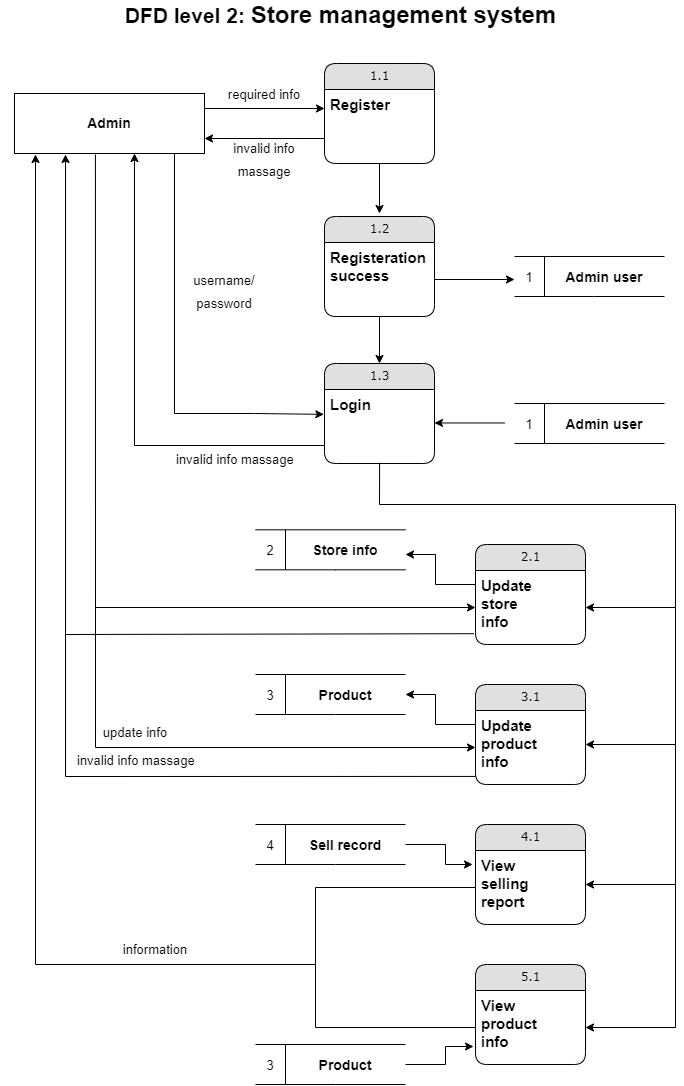 DFD level 2: Store management system
1.1
Register
Admin
required info
invalid info
massage
1.2
Registeration
success
1
Admin user
username/
password
1.3
Login
1
Admin user
invalid info massage
2
Store info
2.1
Update
store
info
3
Product
3.1
Update
product
info
update info
invalid info massage
4
Sell record
4.1
View
selling
report
information
5.1
View
product
info
3
Product